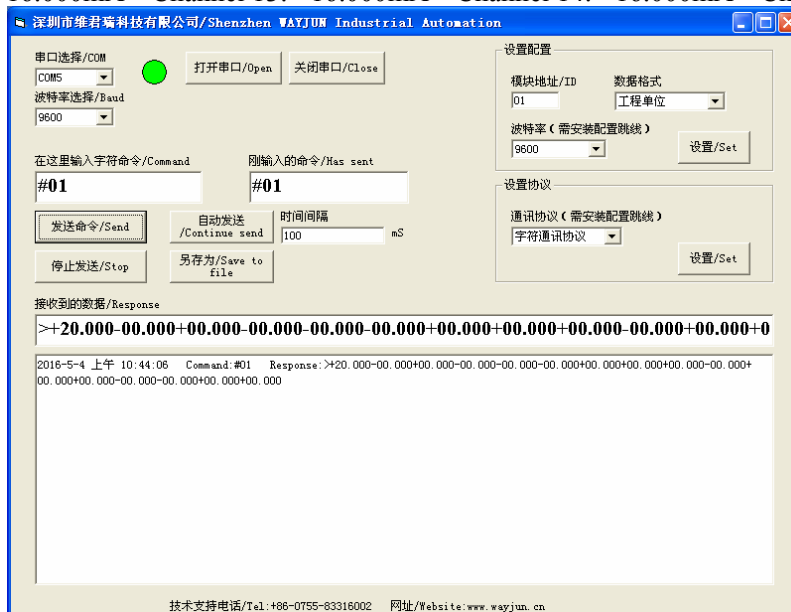 深圳市维君瑞科技有限公司/Shenzhen WAYJUN Industrial Automation
串口选择/COM
COM5
打开串口/Open
关闭串口/Close
波特率选择/Baud
9600
设置配置
模块地址/ID
数据格式
01
工程单位
波特率(需安装配置跳线)
9600
设置/Set
在这里输入字符命令/Command
刚输入的命令/Has sent
#01
#01
设置协议
通讯协议(需安装配置跳线)
字符通讯协议
设置/Set
发送命令/Send
自动发送
/Continue send
时间间隔
100
mS
停止发送/Stop
另存为/Save to
file
接收到的数据/Response
>+20.000-00.000+00.000-00.000-00.000-00.000+00.000+00.000+00.000-00.000+00.000+0
2016-5-4 上午 10:44:06 Command:#01 Response:>+20.000-00.000+00.000-00.000-00.000-00.000+00.000+00.000+00.000-00.000+
00.000+00.000-00.000-00.000+00.000+00.000
技术支持电话/Tel:+86-0755-83316002 网址/Website:www.wayjun.cn